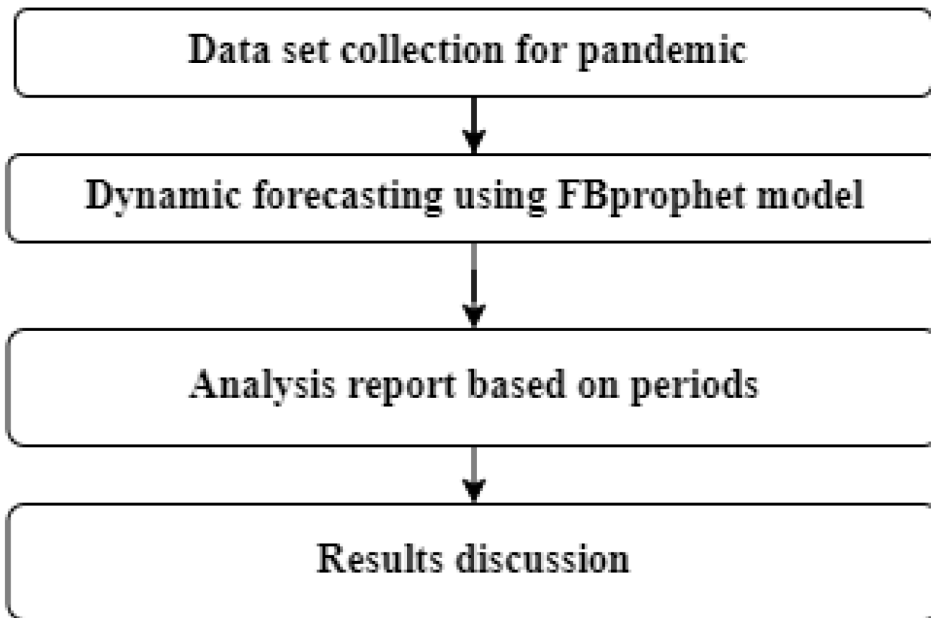 Data set collection for pandemic
Dynamic forecasting using FBprophet model
Analysis report based on periods
Results discussion